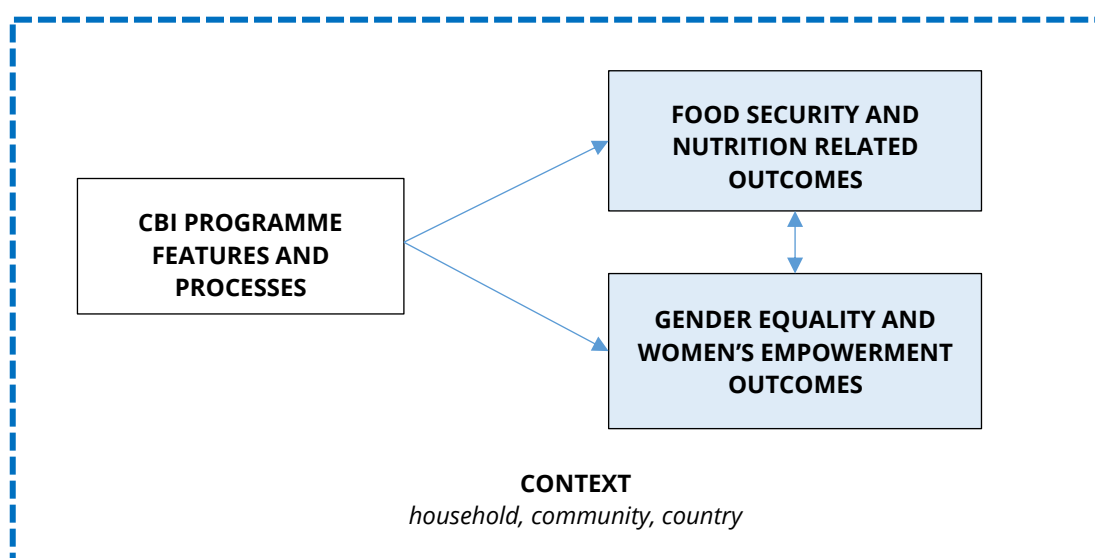 FOOD SECURITY AND
NUTRITION RELATED
OUTCOMES
CBI PROGRAMME
FEATURES AND
PROCESSES
GENDER EQUALITY AND
WOMEN’S EMPOWERMENT
OUTCOMES
CONTEXT
household, community, country